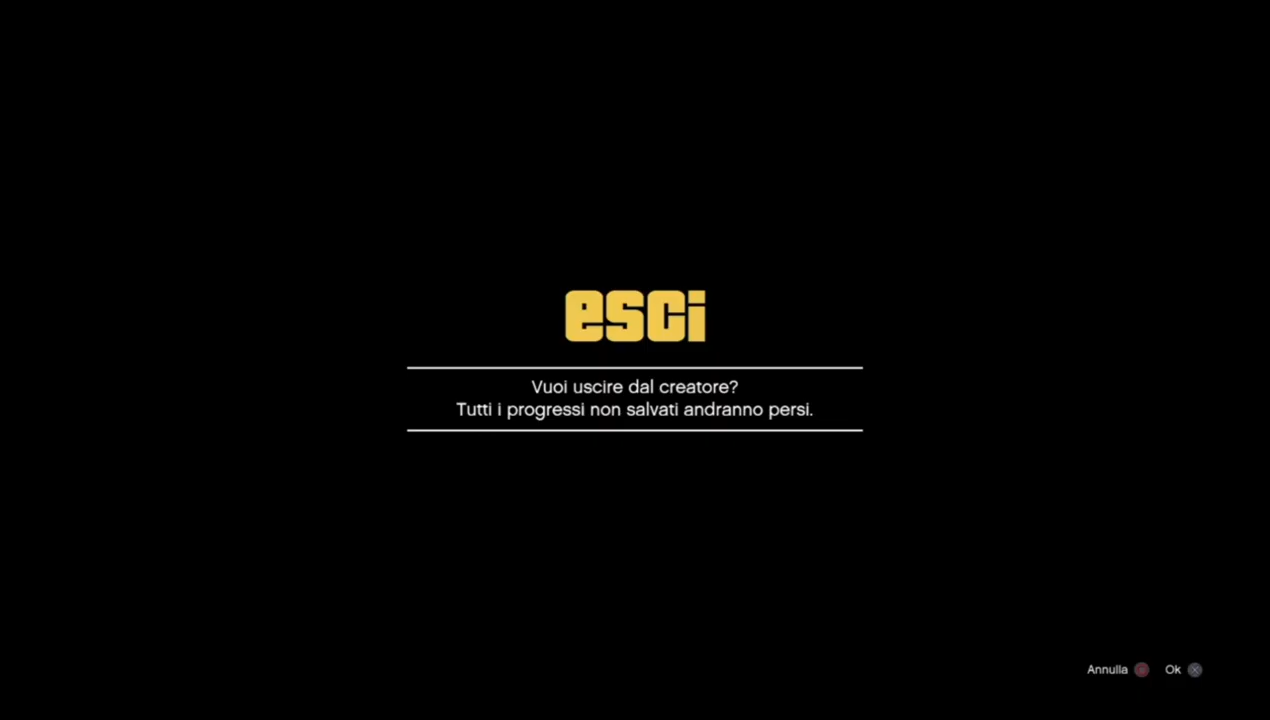 esci
Vuoi uscire dal creatore?
Tutti i progressi non salvati andranno persi.
Annulla Ok